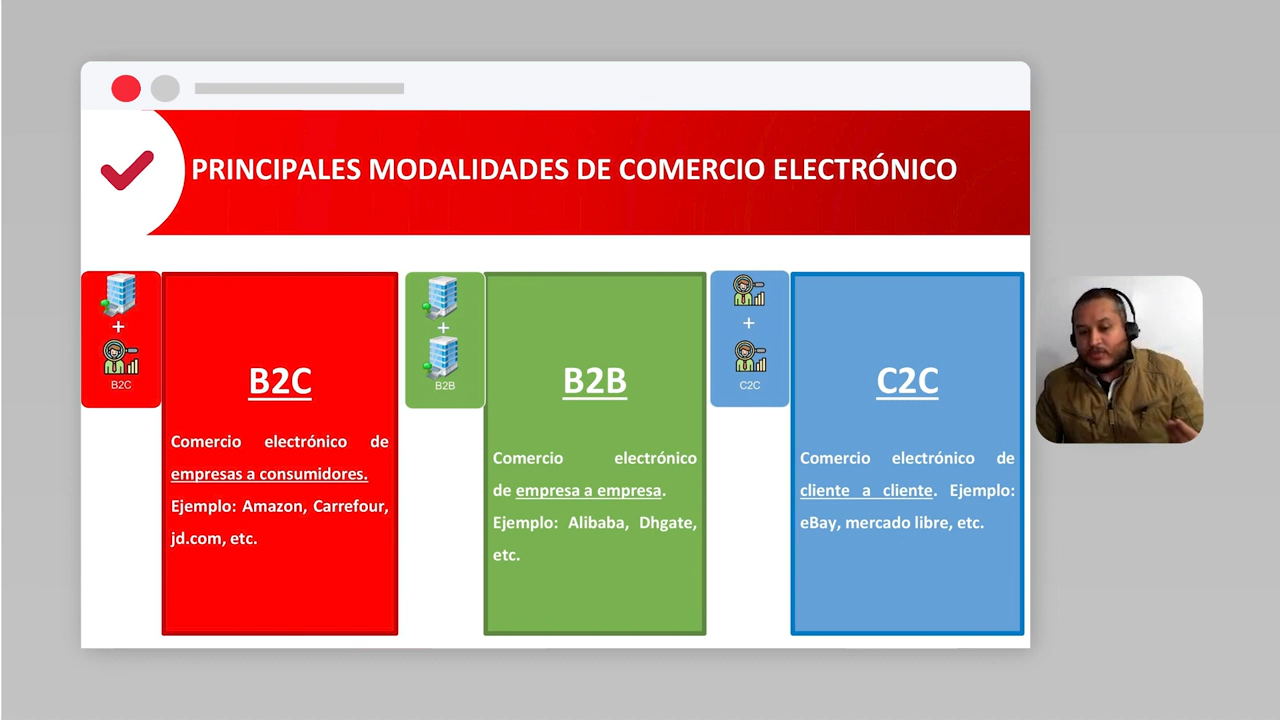 PRINCIPALES MODALIDADES DE COMERCIO ELECTRÓNICO
+
B2C
B2C
Comercio electrónico de
empresas a consumidores.
Ejemplo: Amazon, Carrefour,
jd.com, etc.
+
B2B
B2B
Comercio electrónico
de empresa a empresa.
Ejemplo: Alibaba, Dhgate,
etc.
+
C2C
C2C
Comercio electrónico de
cliente a cliente. Ejemplo:
eBay, mercado libre, etc.